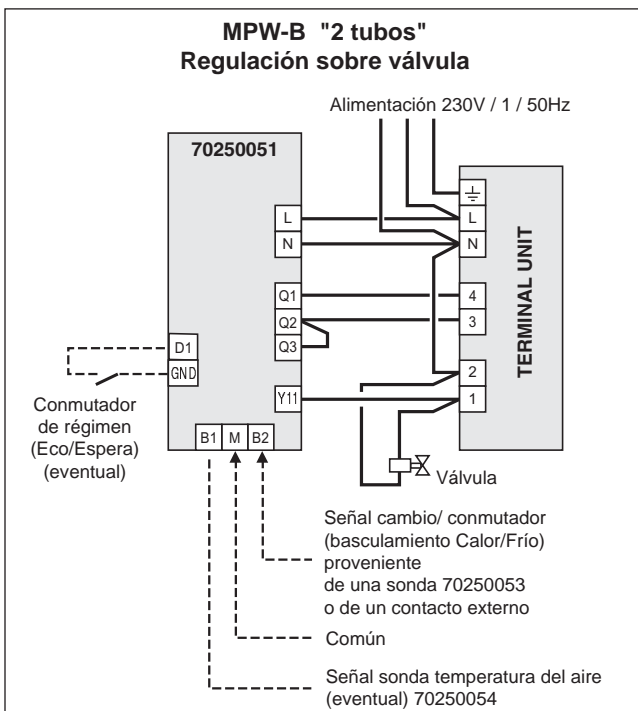 MPW-B "2 tubos"
Regulación sobre válvula
Alimentación 230V / 1 / 50Hz
70250051
L
N
Q1
Q2
Q3
Y11
D1
GND
B1 M B2
L
N
4
3
2
1
TERMINAL UNIT
Conmutador
de régimen
(Eco/Espera)
(eventual)
Válvula
Señal cambio/ conmutador
(basculamiento Calor/Frío)
proveniente
de una sonda 70250053
o de un contacto externo
Común
Señal sonda temperatura del aire
(eventual) 70250054